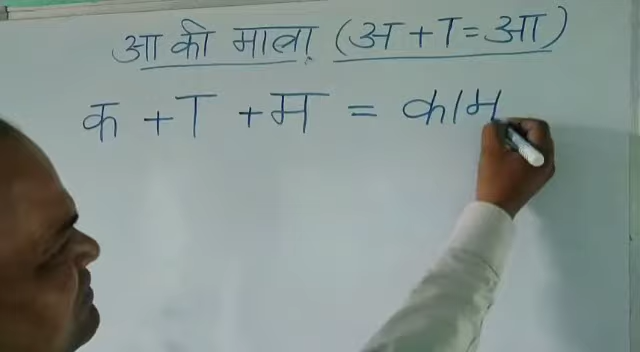 आ की मात्रा (अ + ा = आ)
क + ा + म = काम